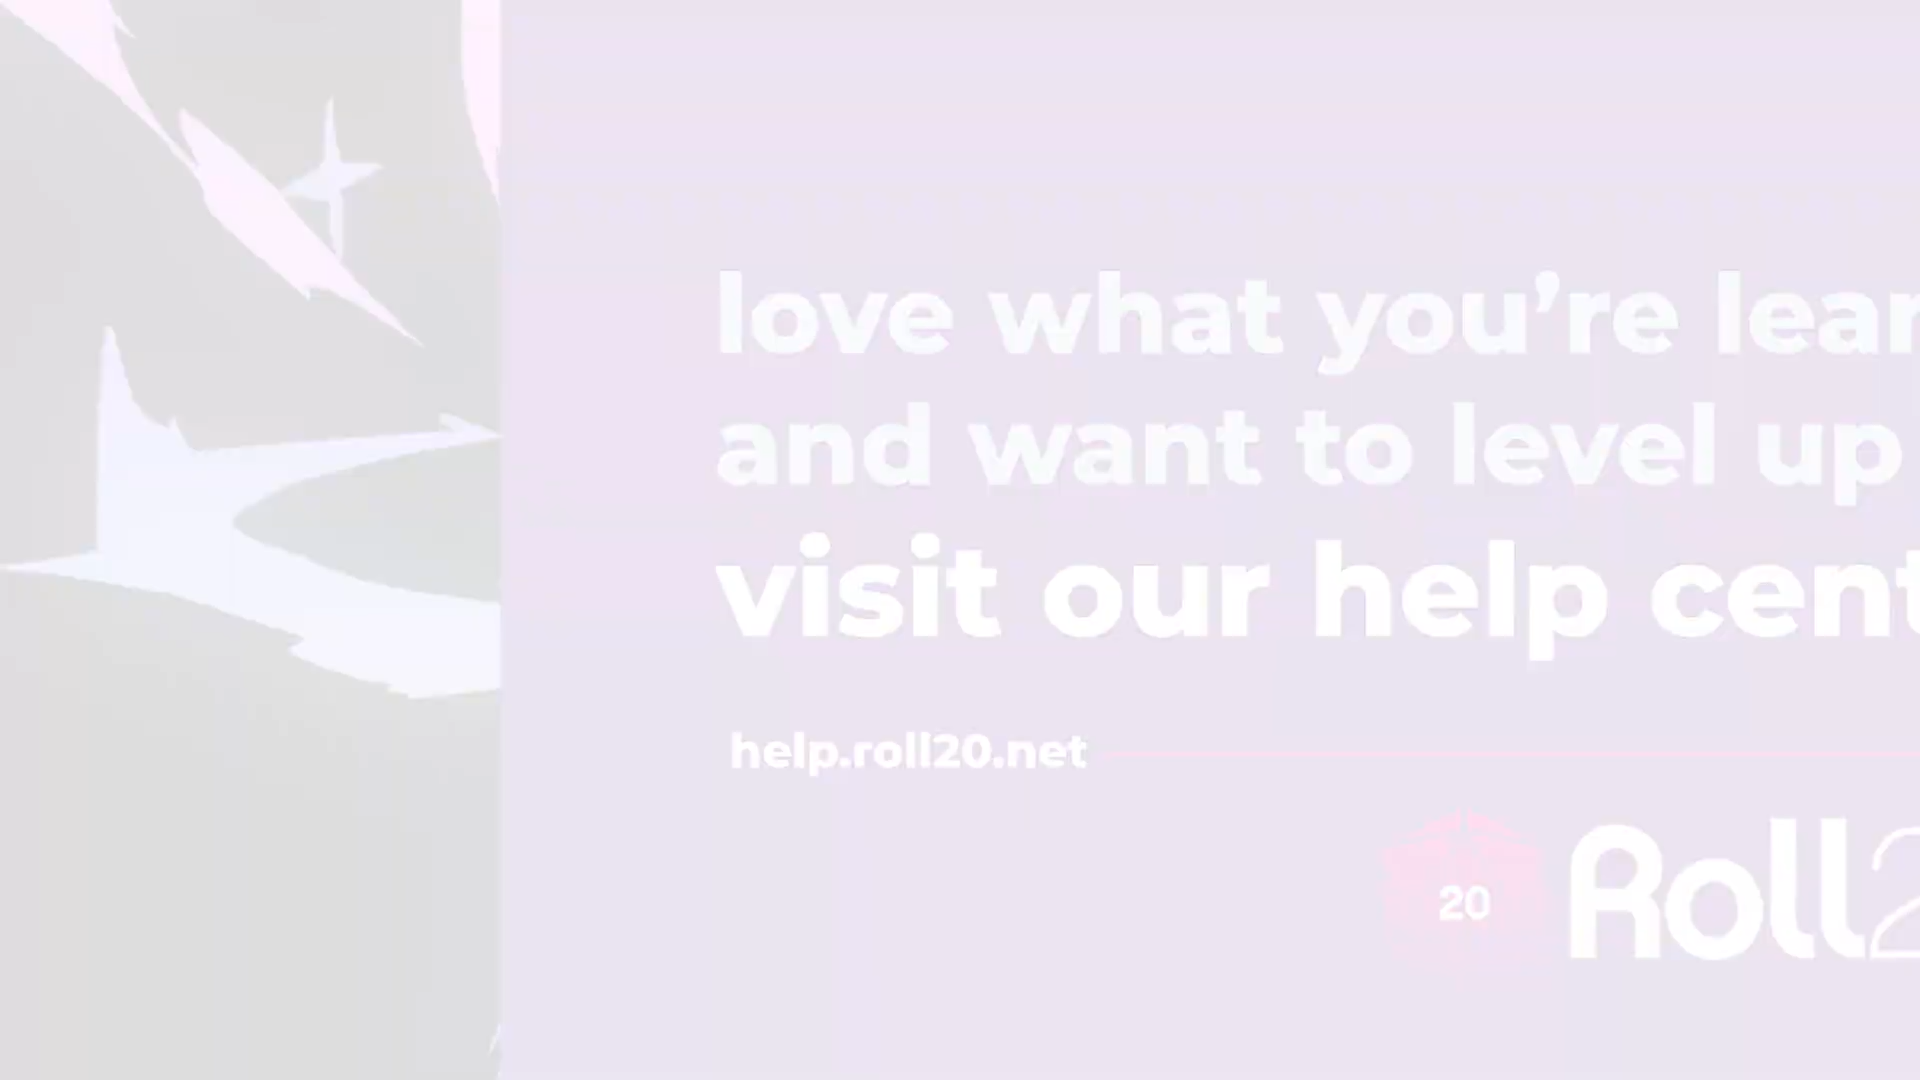 love what you're lear
and want to level up
visit our help cent
help.roll20.net
20 Roll2